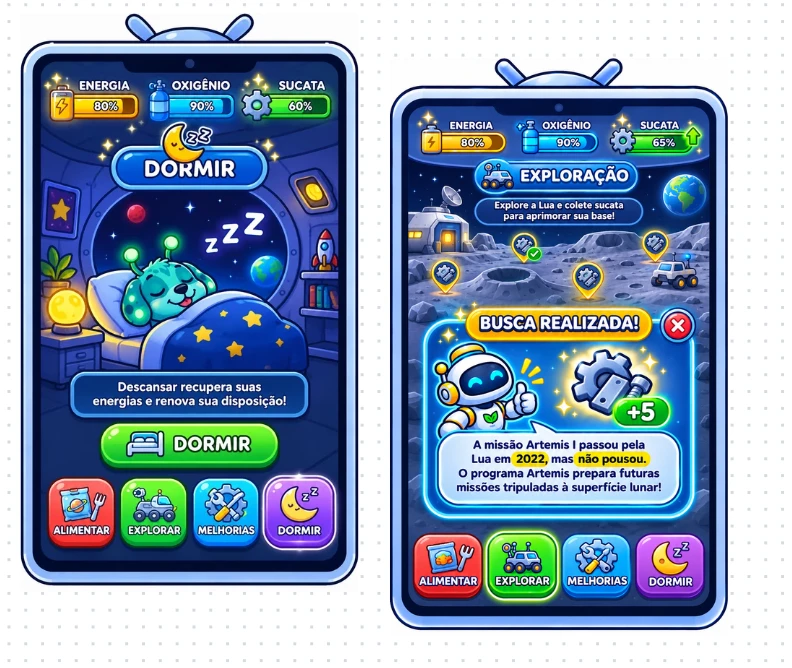 ENERGIA
80%
OXIGÊNIO
90%
SUCATA
60%
zz
DORMIR
z z z
Descansar recupera suas
energias e renova sua disposição!
DORMIR
ALIMENTAR
EXPLORAR
MELHORIAS
zz
DORMIR
ENERGIA
80%
OXIGÊNIO
90%
SUCATA
65%
EXPLORAÇÃO
Explore a Lua e colete sucata
para aprimorar sua base!
BUSCA REALIZADA!
+5
A missão Artemis I passou pela
Lua em 2022, mas não pousou.
O programa Artemis prepara futuras
missões tripuladas à superfície lunar!
ALIMENTAR
EXPLORAR
MELHORIAS
zz
DORMIR